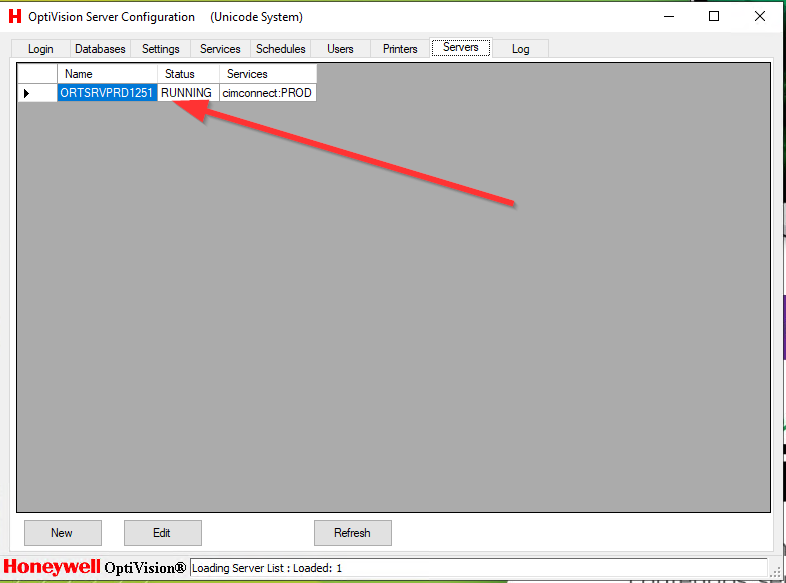 H OptiVision Server Configuration (Unicode System)
Login Databases Settings Services Schedules Users Printers Servers Log
Name Status Services
ORTSRVPRD1251 RUNNING cimconnect:PROD
New Edit Refresh
Honeywell OptiVision® Loading Server List : Loaded: 1